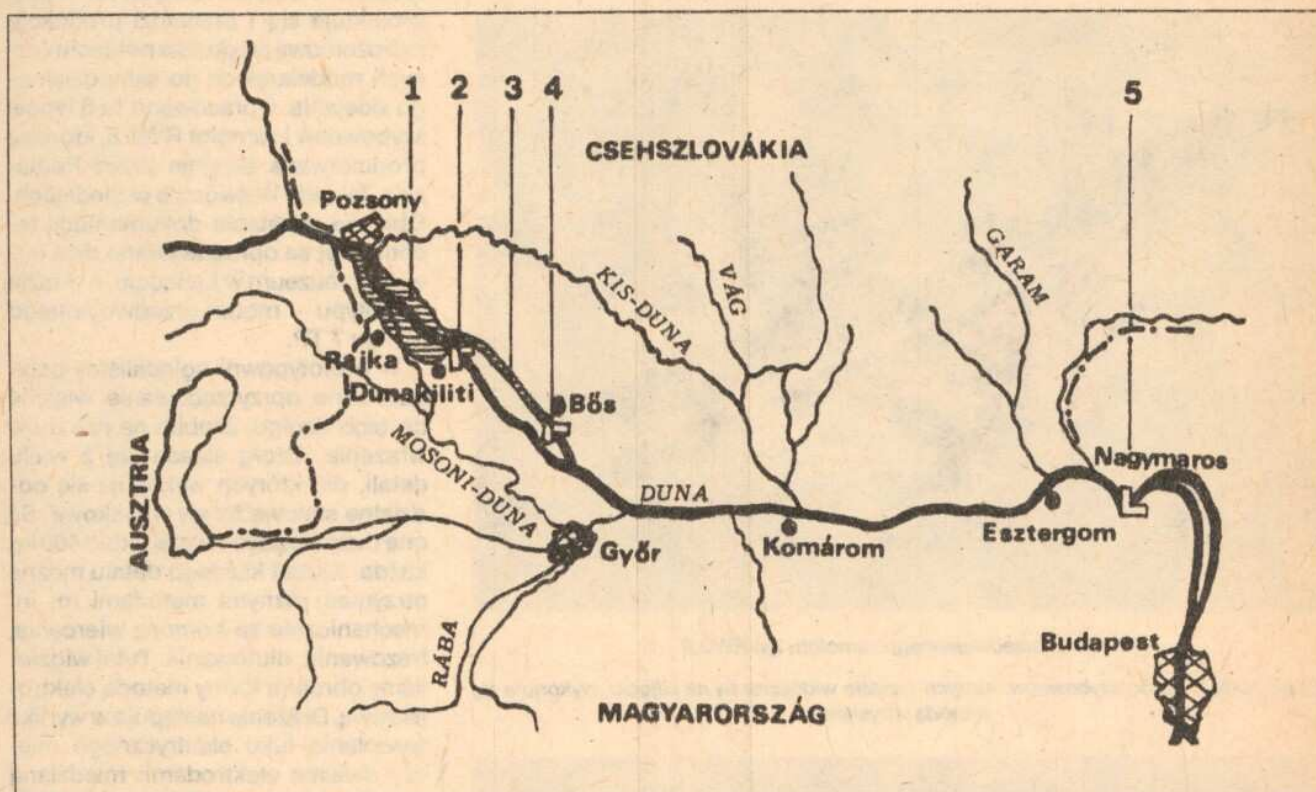 1
2
3
4
5
CSEHSZLOVÁKIA
Pozsony
KIS-DUNA
VÁG
GARAM
Rajka
Dunakiliti
Bős
AUSZTRIA
MOSONI-DUNA
DUNA
Nagymaros
Győr
Komárom
Esztergom
RÁBA
Budapest
MAGYARORSZÁG